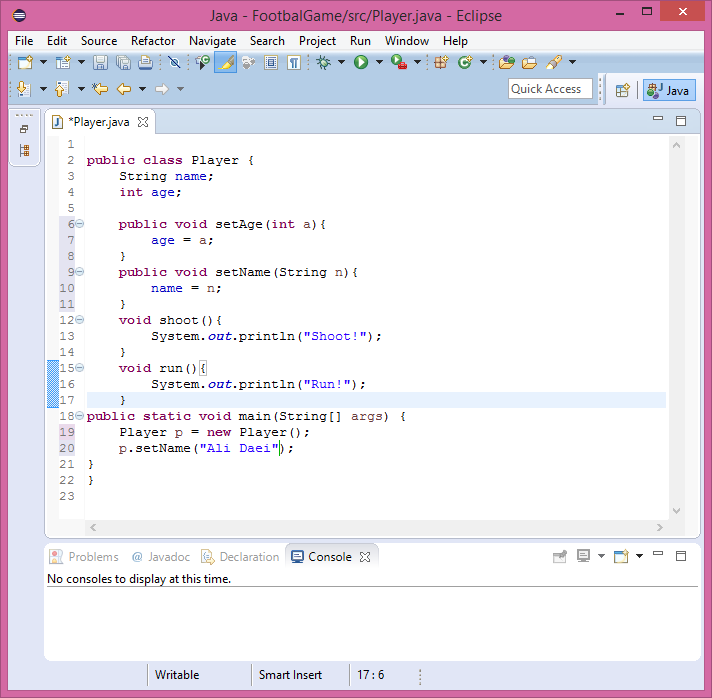 Java - FootbalGame/src/Player.java - Eclipse
File Edit Source Refactor Navigate Search Project Run Window Help
Quick Access Java
*Player.java
1
2 public class Player {
3 String name;
4 int age;
5
6 public void setAge(int a){
7 age = a;
8 }
9 public void setName(String n){
10 name = n;
11 }
12 void shoot(){
13 System.out.println("Shoot!");
14 }
15 void run(){
16 System.out.println("Run!");
17 }
18 public static void main(String[] args) {
19 Player p = new Player();
20 p.setName("Ali Daei");
21 }
22 }
23
Problems @ Javadoc Declaration Console
No consoles to display at this time.
Writable Smart Insert 17 : 6